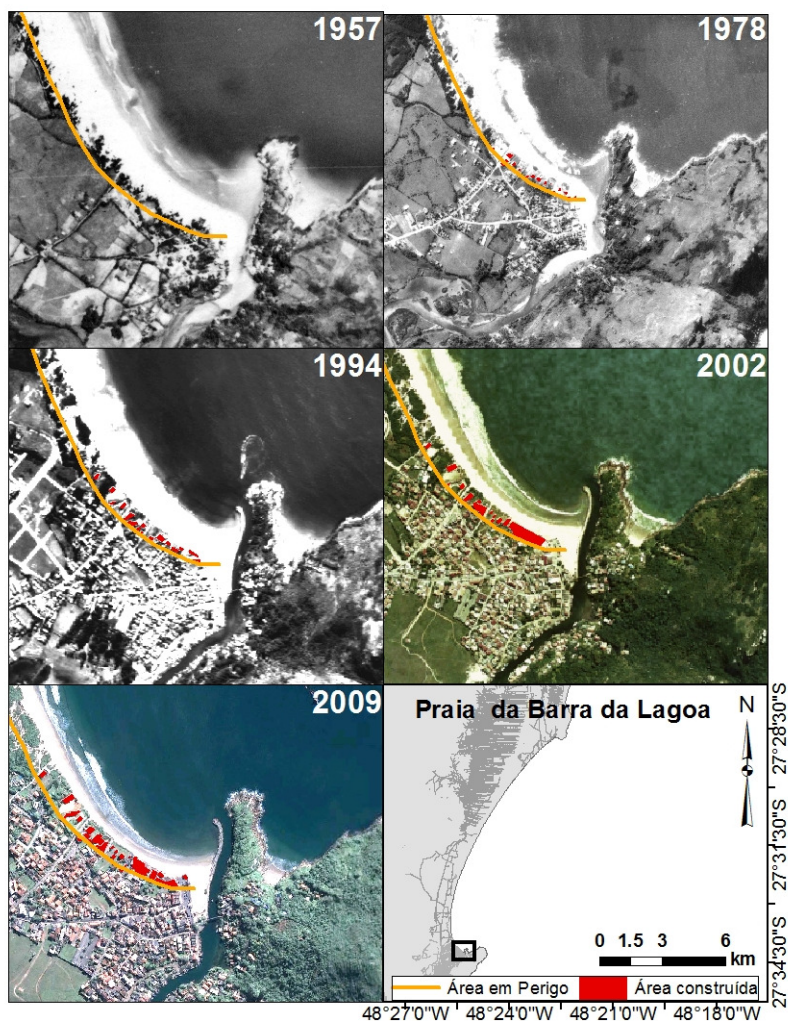 1957
1978
1994
2002
2009
Praia da Barra da Lagoa
N
27°28'30"S
27°31'30"S
27°34'30"S
0 1.5 3 6
km
Área em Perigo
Área construída
48°27'0"W 48°24'0"W 48°21'0"W 48°18'0"W